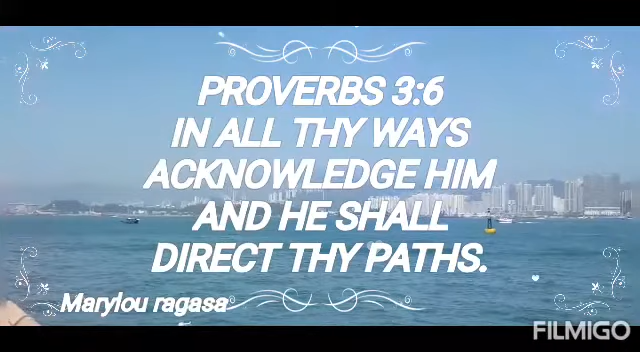 PROVERBS 3:6
IN ALL THY WAYS
ACKNOWLEDGE HIM
AND HE SHALL
DIRECT THY PATHS.
Marylou ragasa
FILMIGO